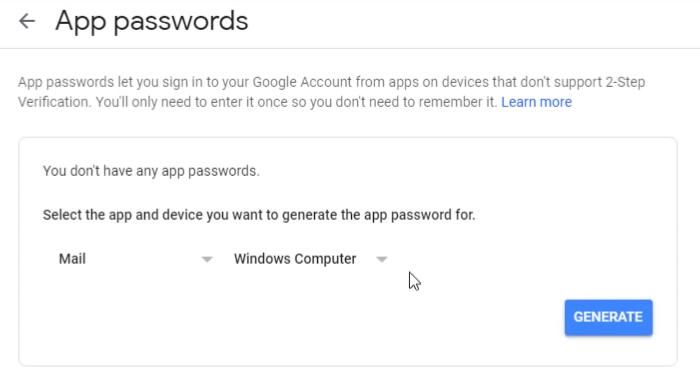 App passwords
App passwords let you sign in to your Google Account from apps on devices that don't support 2-Step
Verification. You'll only need to enter it once so you don't need to remember it. Learn more
You don't have any app passwords.
Select the app and device you want to generate the app password for.
Mail Windows Computer
GENERATE